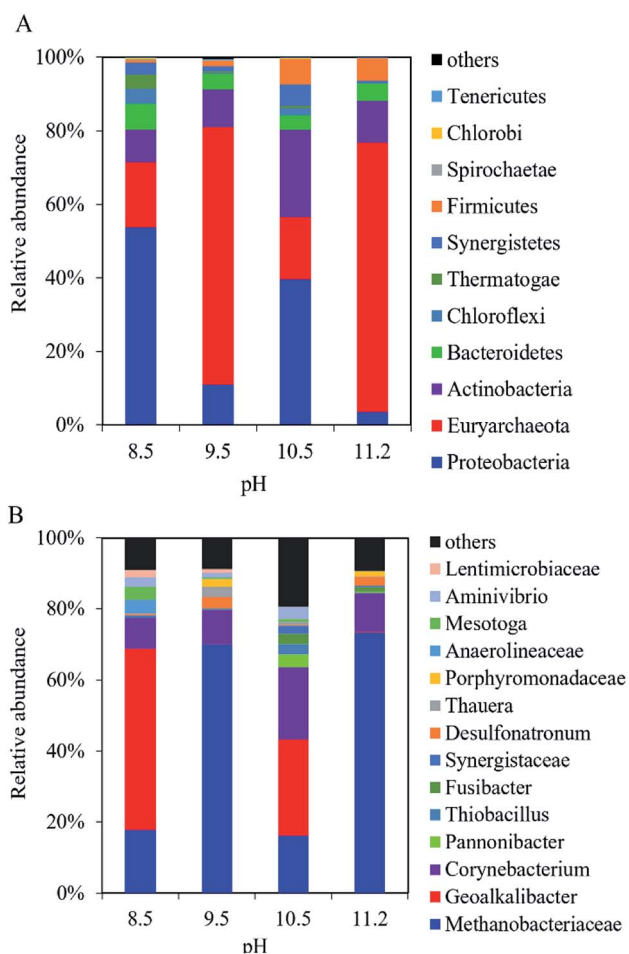 A
100%
80%
60%
40%
20%
0%
Relative abundance
8.5 9.5 10.5 11.2
pH
others
Tenericutes
Chlorobi
Spirochaetae
Firmicutes
Synergistetes
Thermatogae
Chloroflexi
Bacteroidetes
Actinobacteria
Euryarchaeota
Proteobacteria
B
100%
80%
60%
40%
20%
0%
Relative abundance
8.5 9.5 10.5 11.2
pH
others
Lentimicrobiaceae
Aminivibrio
Mesotoga
Anaerolineaceae
Porphyromonadaceae
Thauera
Desulfonatronum
Synergistaceae
Fusibacter
Thiobacillus
Pannonibacter
Corynebacterium
Geoalkalibacter
Methanobacteriaceae